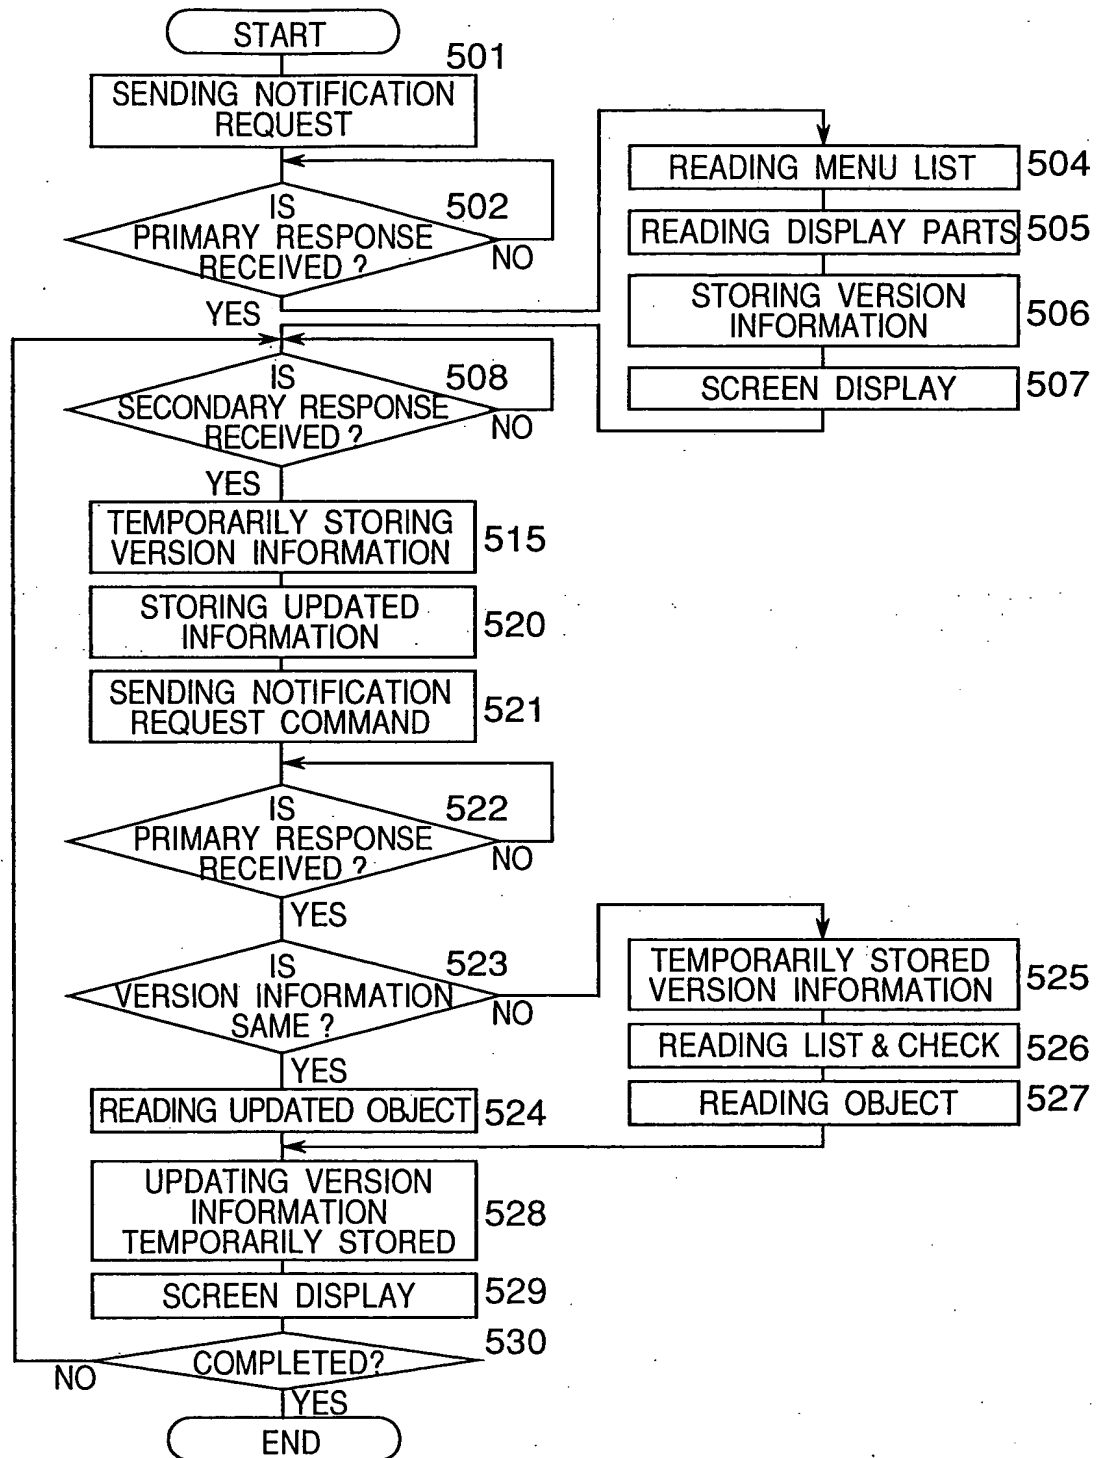 START
501
SENDING NOTIFICATION
REQUEST
IS
PRIMARY RESPONSE
RECEIVED ?
502
NO
YES
READING MENU LIST
504
READING DISPLAY PARTS
505
STORING VERSION
INFORMATION
506
SCREEN DISPLAY
507
IS
SECONDARY RESPONSE
RECEIVED ?
508
NO
YES
TEMPORARILY STORING
VERSION INFORMATION
515
STORING UPDATED
INFORMATION
520
SENDING NOTIFICATION
REQUEST COMMAND
521
IS
PRIMARY RESPONSE
RECEIVED ?
522
NO
YES
IS
VERSION INFORMATION
SAME ?
523
NO
YES
TEMPORARILY STORED
VERSION INFORMATION
525
READING LIST & CHECK
526
READING OBJECT
527
READING UPDATED OBJECT
524
UPDATING VERSION
INFORMATION
TEMPORARILY STORED
528
SCREEN DISPLAY
529
COMPLETED?
530
NO
YES
END